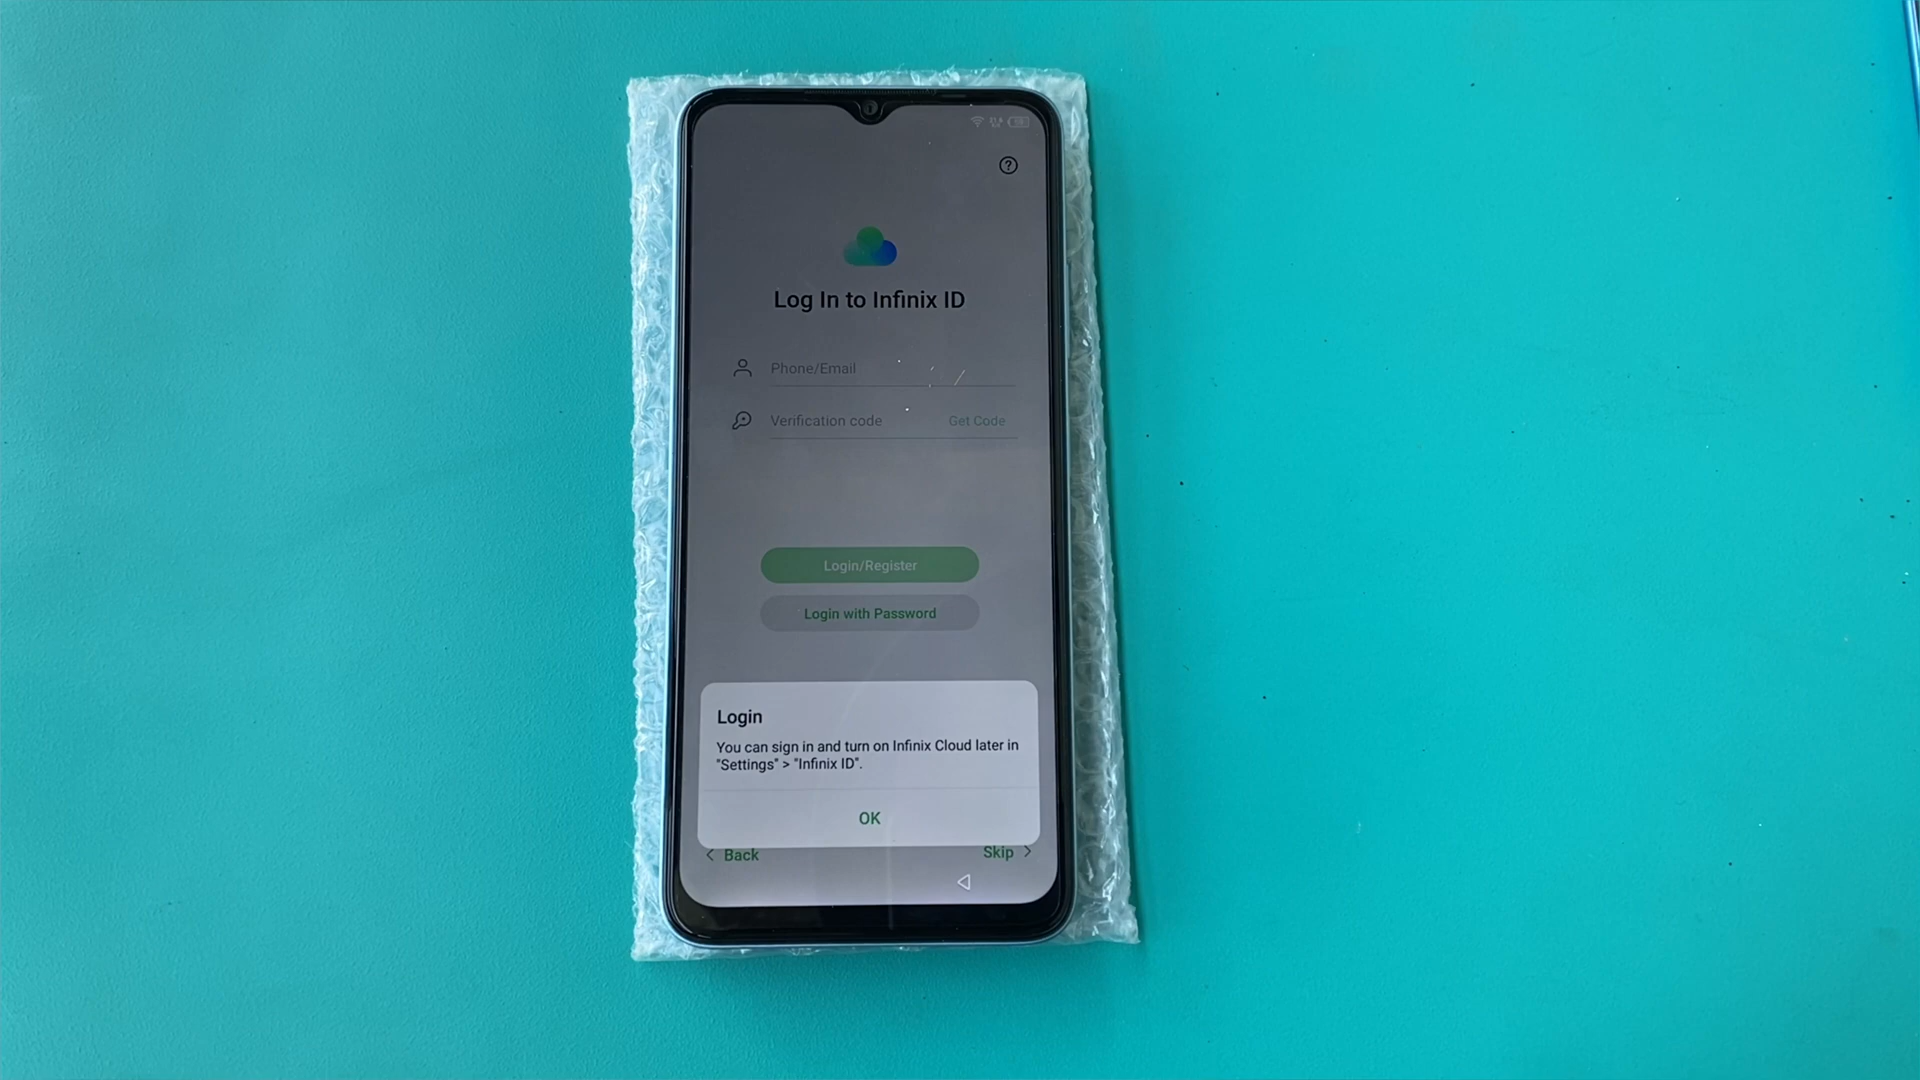 Log In to Infinix ID
Phone/Email
Verification code Get Code
Login/Register
Login with Password
Login
You can sign in and turn on Infinix Cloud later in
"Settings" > "Infinix ID".
OK
< Back Skip >